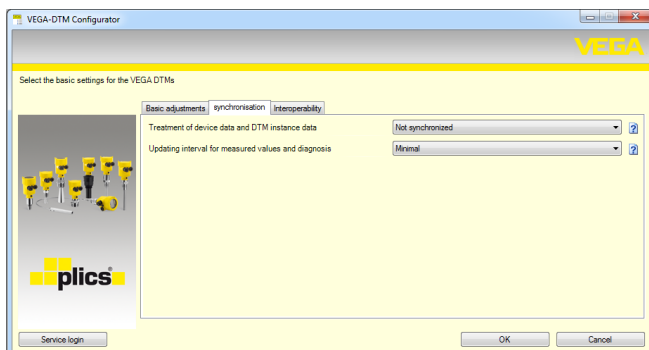 VEGA-DTM Configurator
VEGA
Select the basic settings for the VEGA DTMs
Basic adjustments synchronisation Interoperability
Treatment of device data and DTM instance data Not synchronized ?
Updating interval for measured values and diagnosis Minimal ?
plics®
Service login OK Cancel